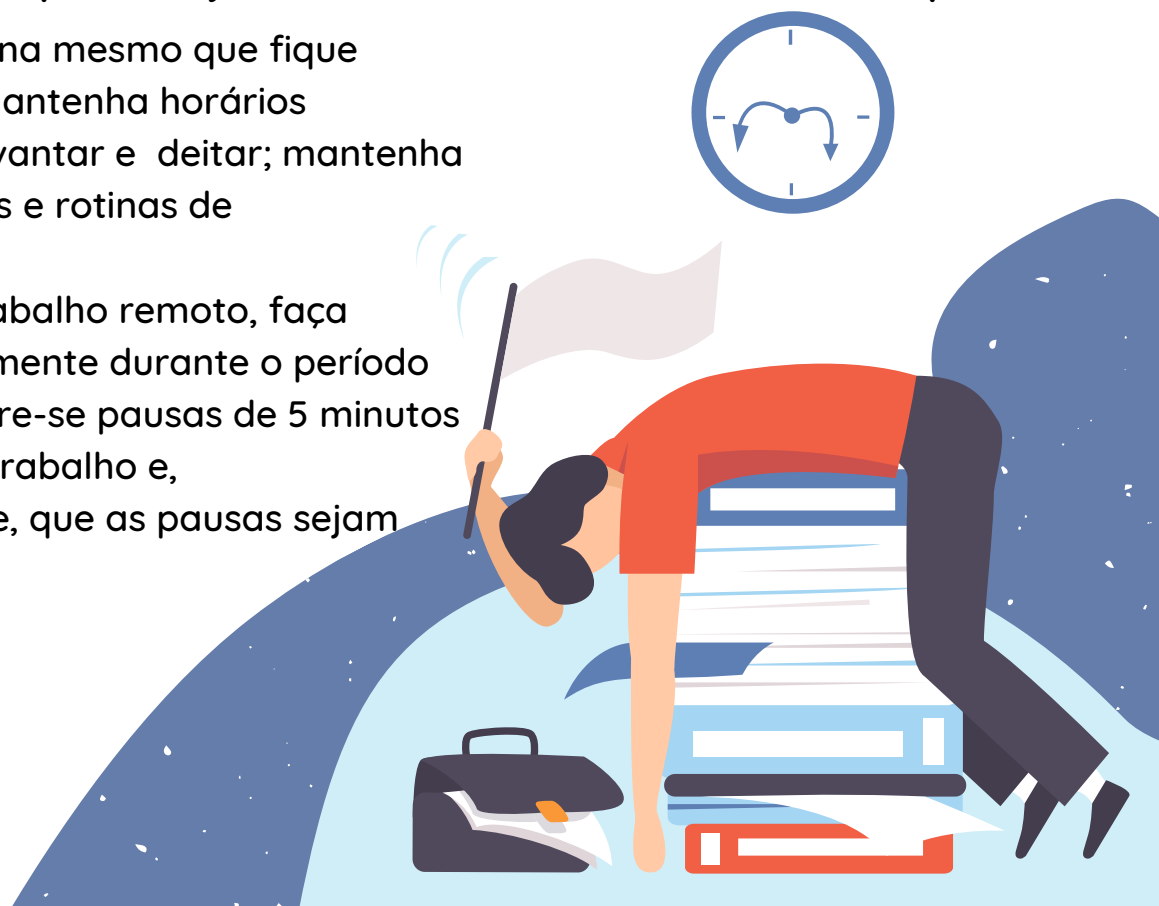 na mesmo que fique
antenha horários
vantar e  deitar; mantenha
s e rotinas de
abalho remoto, faça
mente durante o período
re-se pausas de 5 minutos
rabalho e,
e, que as pausas sejam